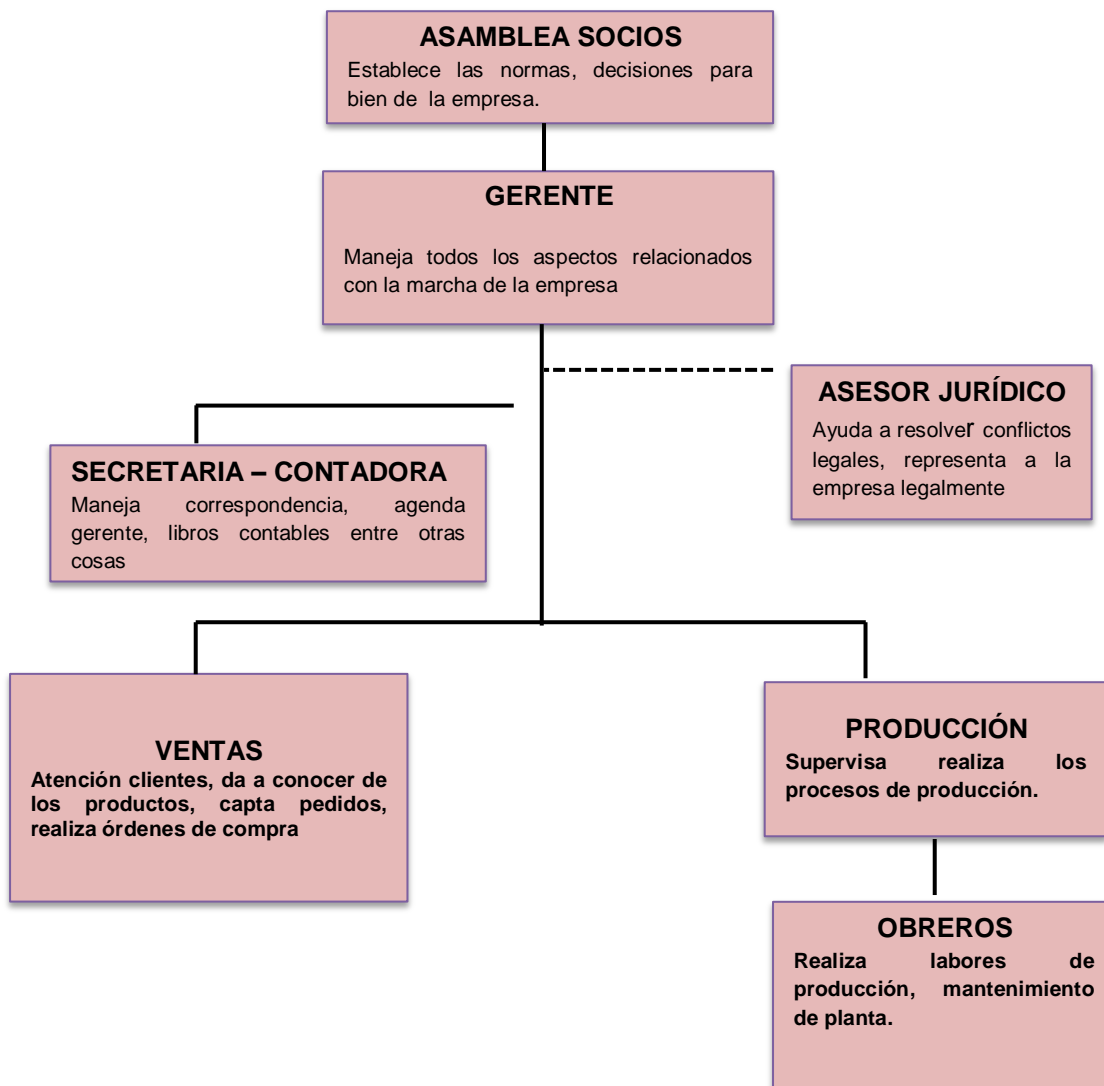 ASAMBLEA SOCIOS
Establece las normas, decisiones para
bien de la empresa.
GERENTE
Maneja todos los aspectos relacionados
con la marcha de la empresa
ASESOR JURÍDICO
Ayuda a resolver conflictos
legales, representa a la
empresa legalmente
SECRETARIA – CONTADORA
Maneja correspondencia, agenda
gerente, libros contables entre otras
cosas
VENTAS
Atención clientes, da a conocer de
los productos, capta pedidos,
realiza órdenes de compra
PRODUCCIÓN
Supervisa realiza los
procesos de producción.
OBREROS
Realiza labores de
producción, mantenimiento
de planta.